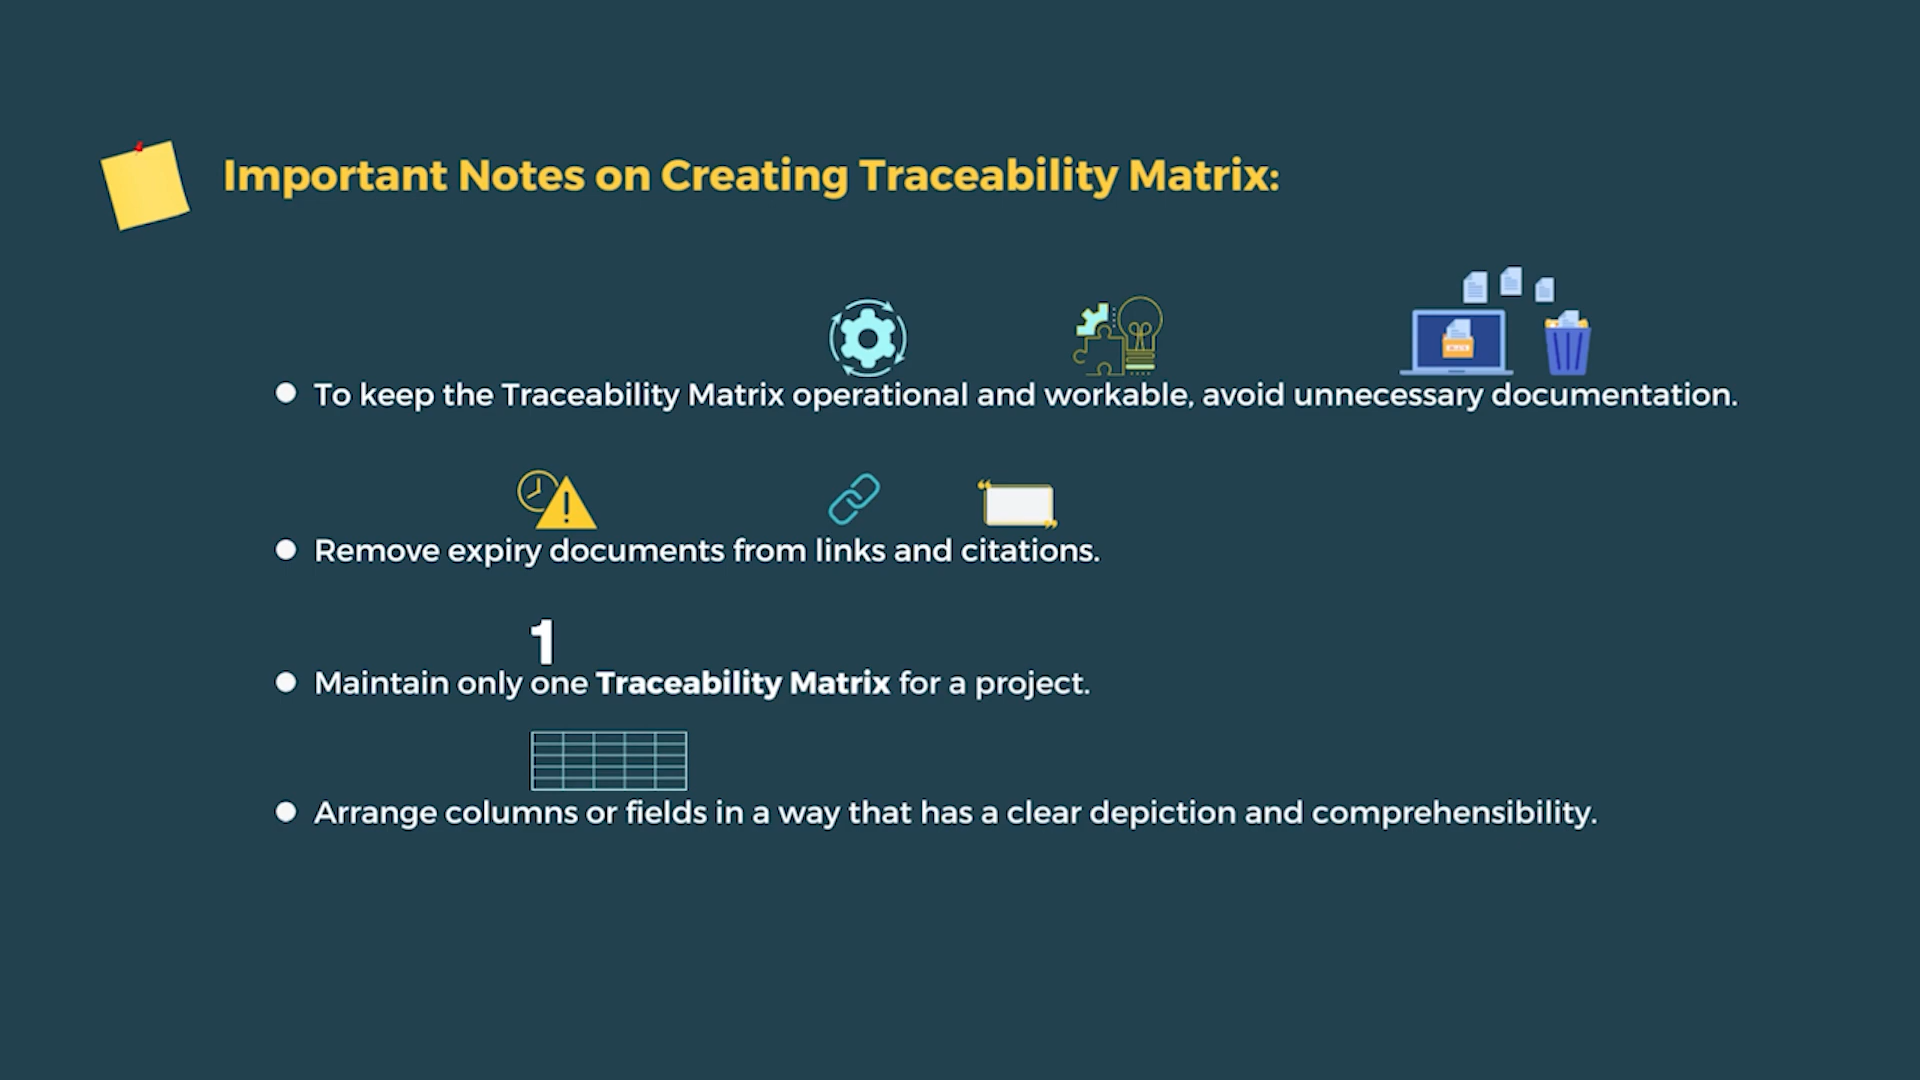 Important Notes on Creating Traceability Matrix:
To keep the Traceability Matrix operational and workable, avoid unnecessary documentation.
Remove expiry documents from links and citations.
1
Maintain only one Traceability Matrix for a project.
Arrange columns or fields in a way that has a clear depiction and comprehensibility.